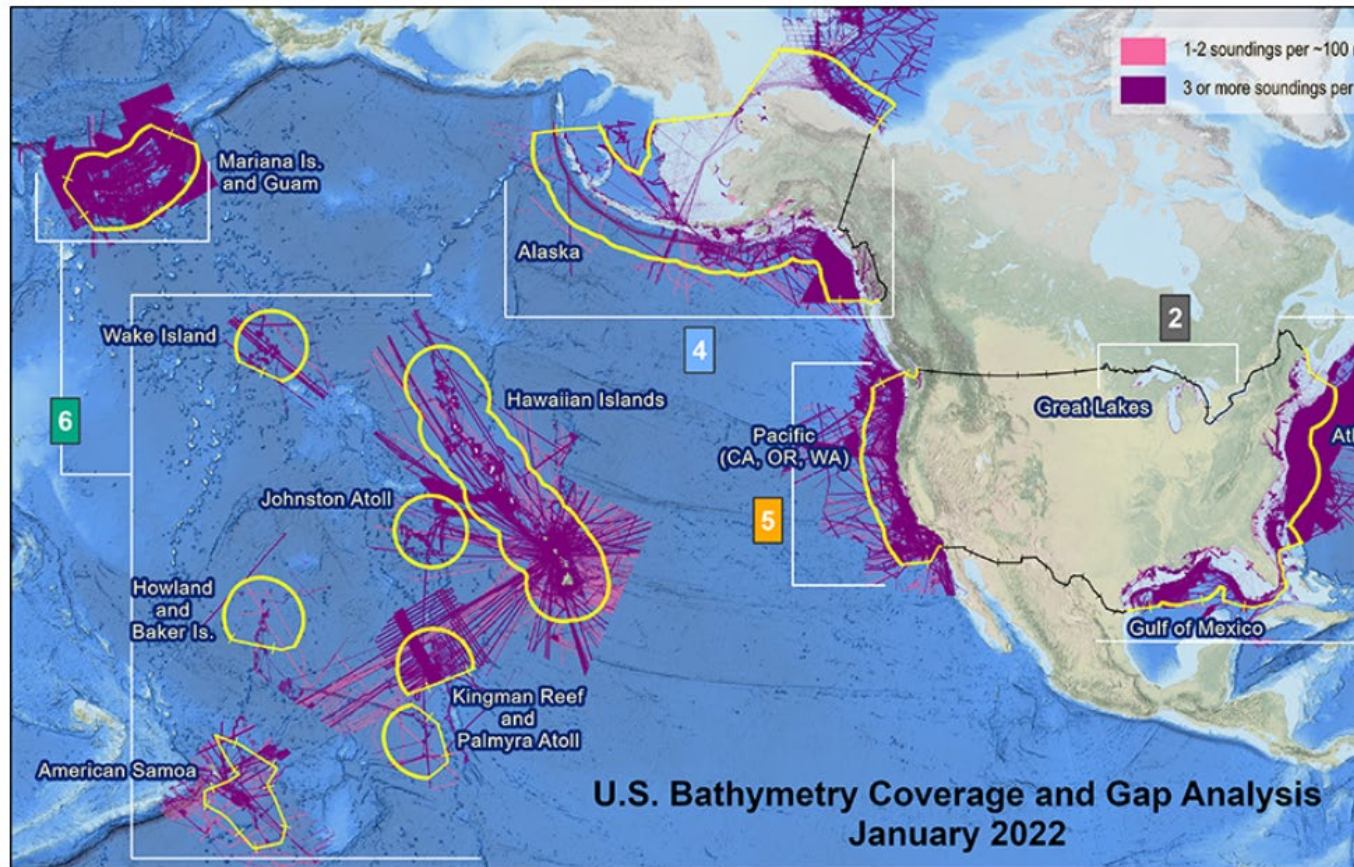 1-2 soundings per ~100
3 or more soundings per
Mariana Is.
and Guam
Alaska
2
Wake Island
4
Hawaiian Islands
Great Lakes
6
Pacific
(CA, OR, WA)
Johnston Atoll
5
Howland
and
Baker Is.
Gulf of Mexico
Kingman Reef
and
Palmyra Atoll
American Samoa
U.S. Bathymetry Coverage and Gap Analysis
January 2022